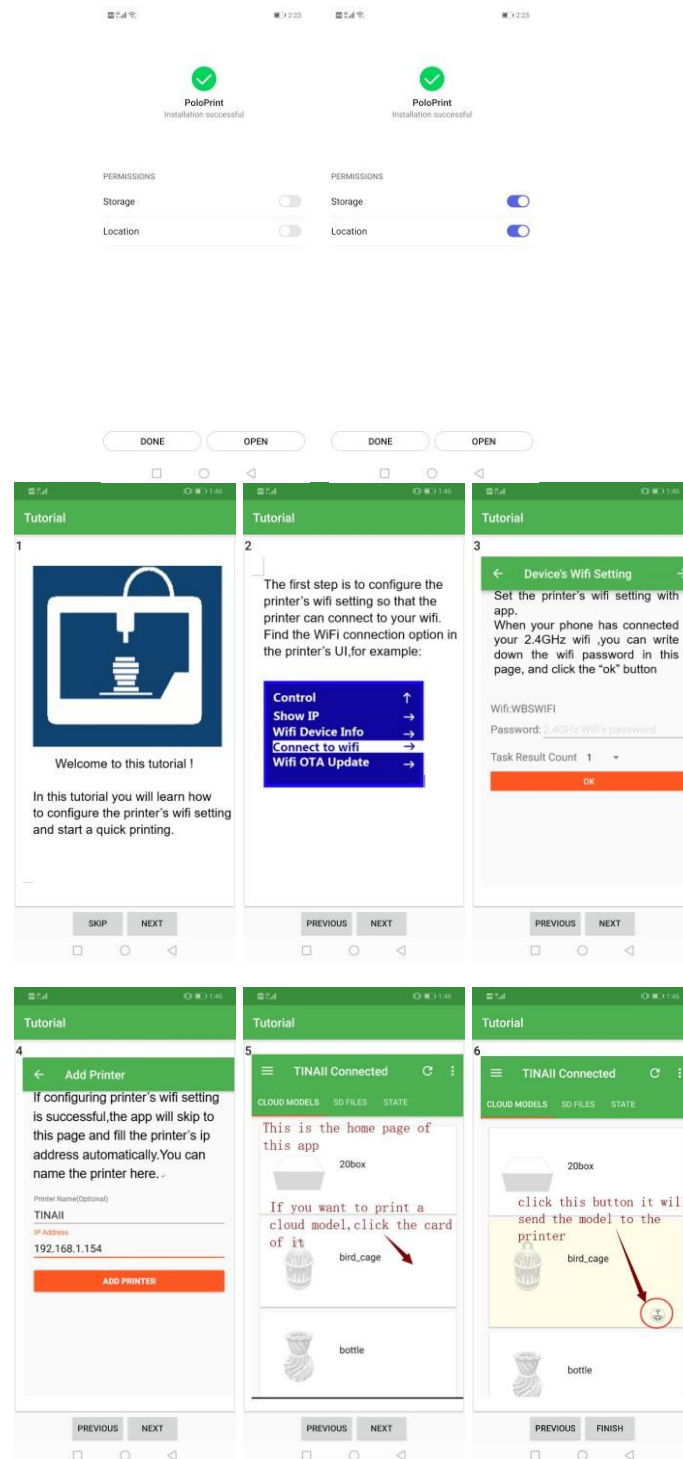 2:23
2:23
PoloPrint
Installation successful
PoloPrint
Installation successful
PERMISSIONS
Storage
Location
PERMISSIONS
Storage
Location
DONE
OPEN
DONE
OPEN
1:46
Tutorial
1
Welcome to this tutorial !
In this tutorial you will learn how
to configure the printer's wifi setting
and start a quick printing.
SKIP
NEXT
1:46
Tutorial
2
The first step is to configure the
printer's wifi setting so that the
printer can connect to your wifi.
Find the WiFi connection option in
the printer's UI,for example:
Control
Show IP
Wifi Device Info
Connect to wifi
Wifi OTA Update
PREVIOUS
NEXT
1:46
Tutorial
3
Device's Wifi Setting
Set the printer's wifi setting with
app.
When your phone has connected
your 2.4GHz wifi ,you can write
down the wifi password in this
page, and click the “ok” button
Wifi:WBSWIFI
Password: 2.4GHz Wifi's password
Task Result Count 1
OK
PREVIOUS
NEXT
1:46
Tutorial
4
Add Printer
If configuring printer's wifi setting
is successful,the app will skip to
this page and fill the printer's ip
address automatically.You can
name the printer here.
Printer Name(Optional)
TINAII
IP Address
192.168.1.154
ADD PRINTER
PREVIOUS
NEXT
1:46
Tutorial
5
TINAII Connected
CLOUD MODELS SD FILES STATE
This is the home page of
this app
20box
If you want to print a
cloud model,click the card
of it
bird_cage
bottle
PREVIOUS
NEXT
1:46
Tutorial
6
TINAII Connected
CLOUD MODELS SD FILES STATE
20box
click this button it will
send the model to the
printer
bird_cage
bottle
PREVIOUS
FINISH